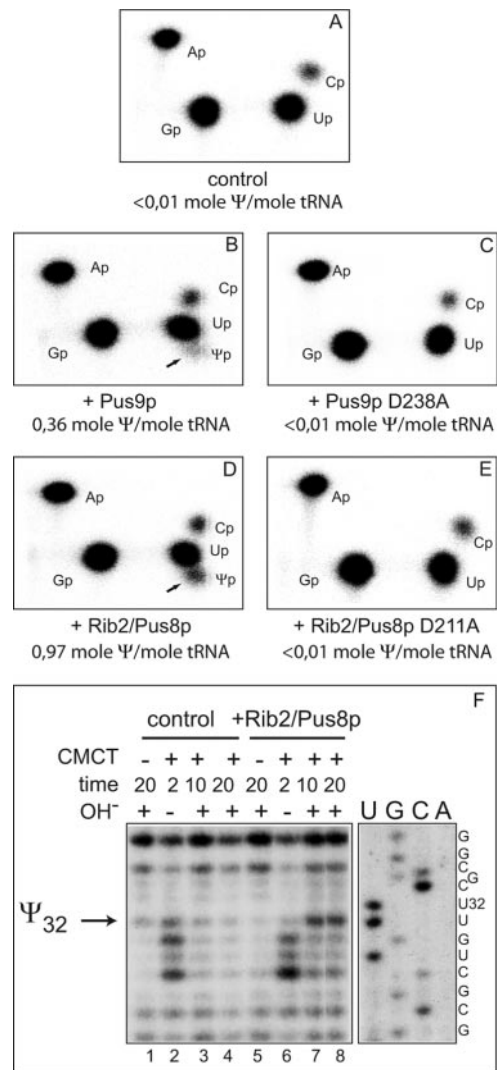 A
Ap
Cp
Gp
Up
control
<0,01 mole Ψ/mole tRNA
B
Ap
Cp
Up
Gp
Ψp
+ Pus9p
0,36 mole Ψ/mole tRNA
C
Ap
Cp
Gp
Up
+ Pus9p D238A
<0,01 mole Ψ/mole tRNA
D
Ap
Cp
Up
Gp
Ψp
+ Rib2/Pus8p
0,97 mole Ψ/mole tRNA
E
Ap
Cp
Gp
Up
+ Rib2/Pus8p D211A
<0,01 mole Ψ/mole tRNA
F
control +Rib2/Pus8p
CMCT - + + + - + + +
time 20 2 10 20 20 2 10 20
OH⁻ + - + + + - + +
U G C A
G
G
C
G
C
U32
U
G
U
C
G
C
G
Ψ32
1 2 3 4 5 6 7 8